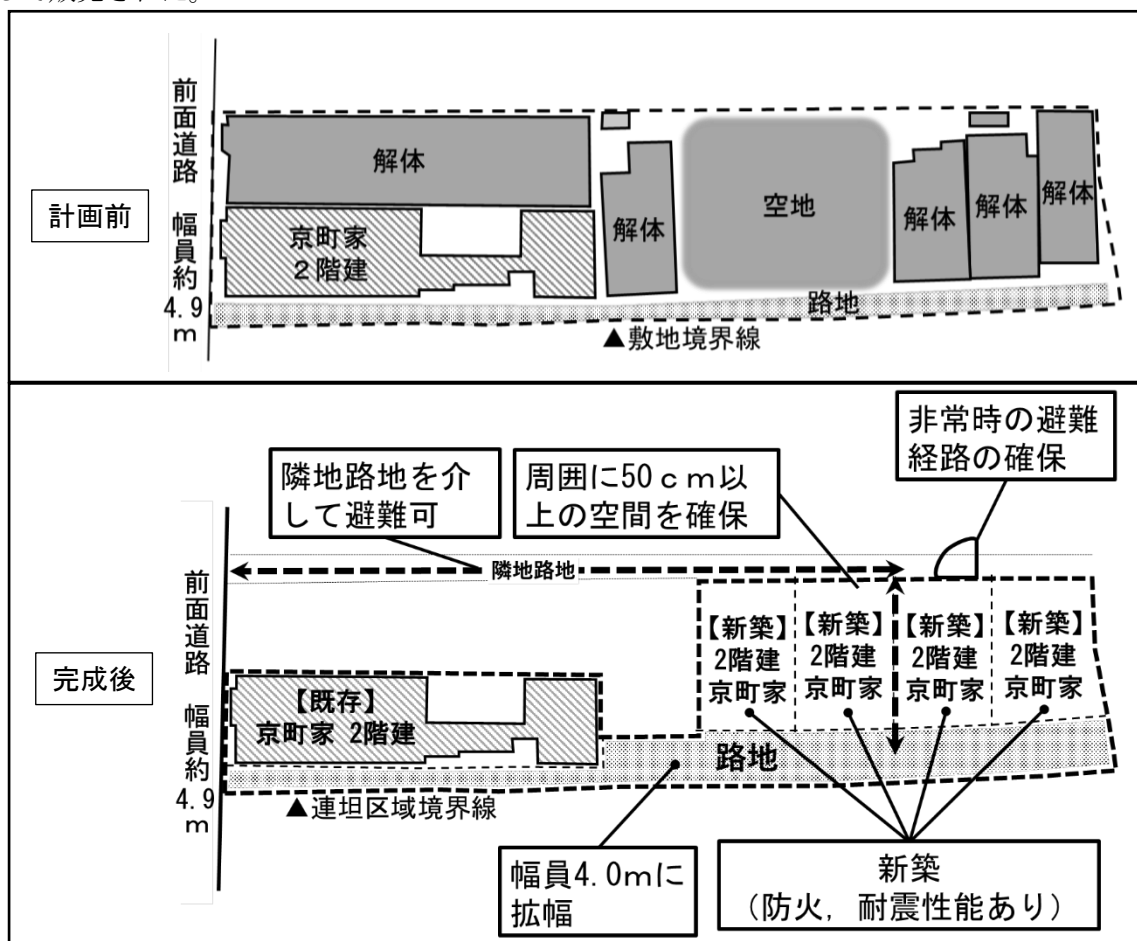 計画前
前面道路 幅員約4.9m
解体
京町家
2階建
解体
空地
解体
解体
解体
路地
▲敷地境界線
完成後
前面道路 幅員約4.9m
隣地路地を介
して避難可
周囲に50cm以
上の空間を確保
非常時の避難
経路の確保
隣地路地
【新築】
2階建
京町家
【新築】
2階建
京町家
【新築】
2階建
京町家
【新築】
2階建
京町家
【既存】
京町家 2階建
路地
▲連坦区域境界線
幅員4.0mに
拡幅
新築
(防火,耐震性能あり)